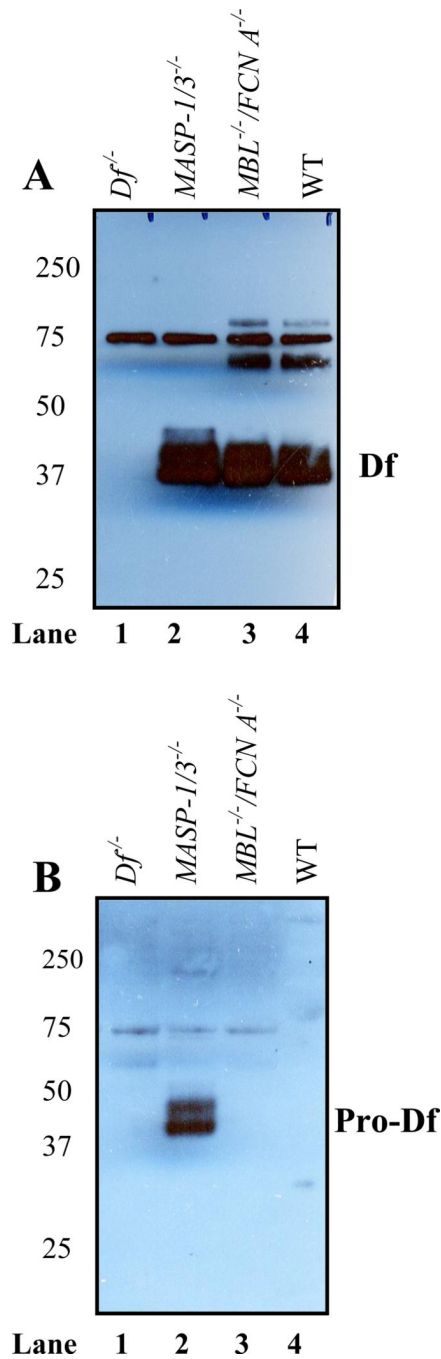 A
Df-/-
MASP-1/3-/-
MBL-/-/FCN A-/-
WT
250
75
50
37
25
Df
Lane 1 2 3 4
B
Df-/-
MASP-1/3-/-
MBL-/-/FCN A-/-
WT
250
75
50
37
25
Pro-Df
Lane 1 2 3 4